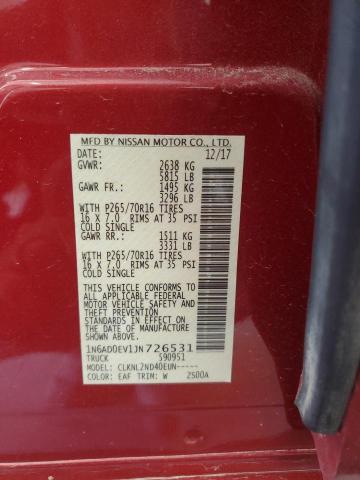 MFD BY NISSAN MOTOR CO., LTD.
DATE: 12/17
GVWR: 2638 KG
5815 LB
GAWR FR.: 1495 KG
3296 LB
WITH P265/70R16 TIRES
16 X 7.0 RIMS AT 35 PSI
COLD SINGLE
GAWR RR.: 1511 KG
3331 LB
WITH P265/70R16 TIRES
16 X 7.0 RIMS AT 35 PSI
COLD SINGLE
THIS VEHICLE CONFORMS TO
ALL APPLICABLE FEDERAL
MOTOR VEHICLE SAFETY AND
THEFT PREVENTION
STANDARDS IN EFFECT ON
THE DATE OF MANUFACTURE
SHOWN ABOVE.
1N6AD0EV1JN726531
TRUCK S90951
MODEL: CLKNL2ND40EUN-----
COLOR: EAF TRIM: W 2500A